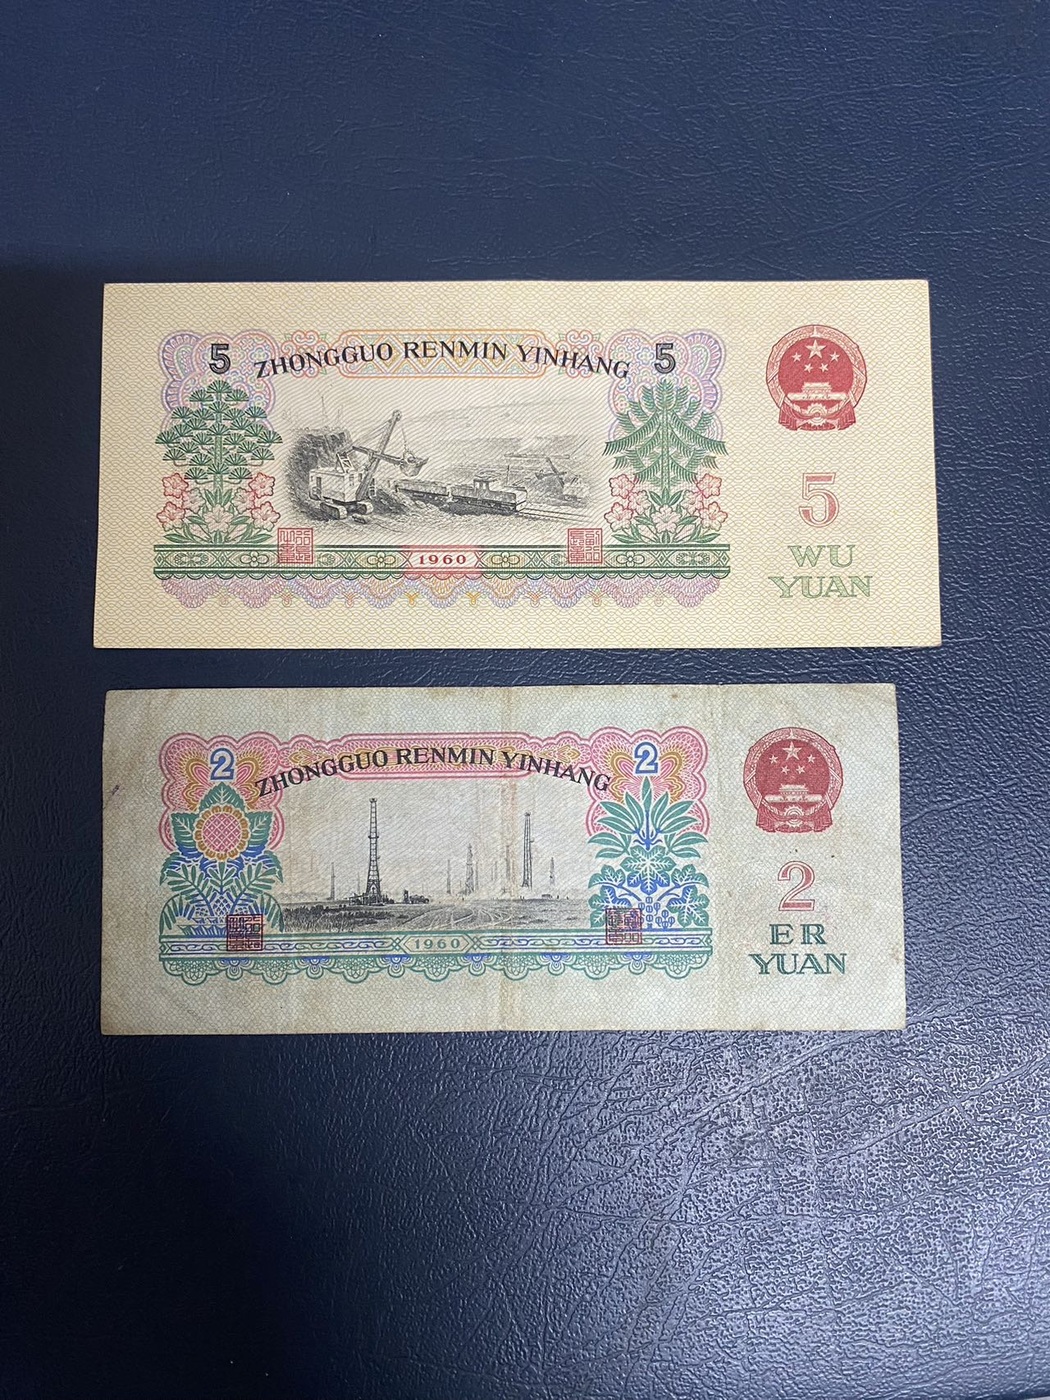 5 ZHONGGUO RENMIN YINHANG 5
1960
5
WU
YUAN
2 ZHONGGUO RENMIN YINHANG 2
1960
2
ER
YUAN